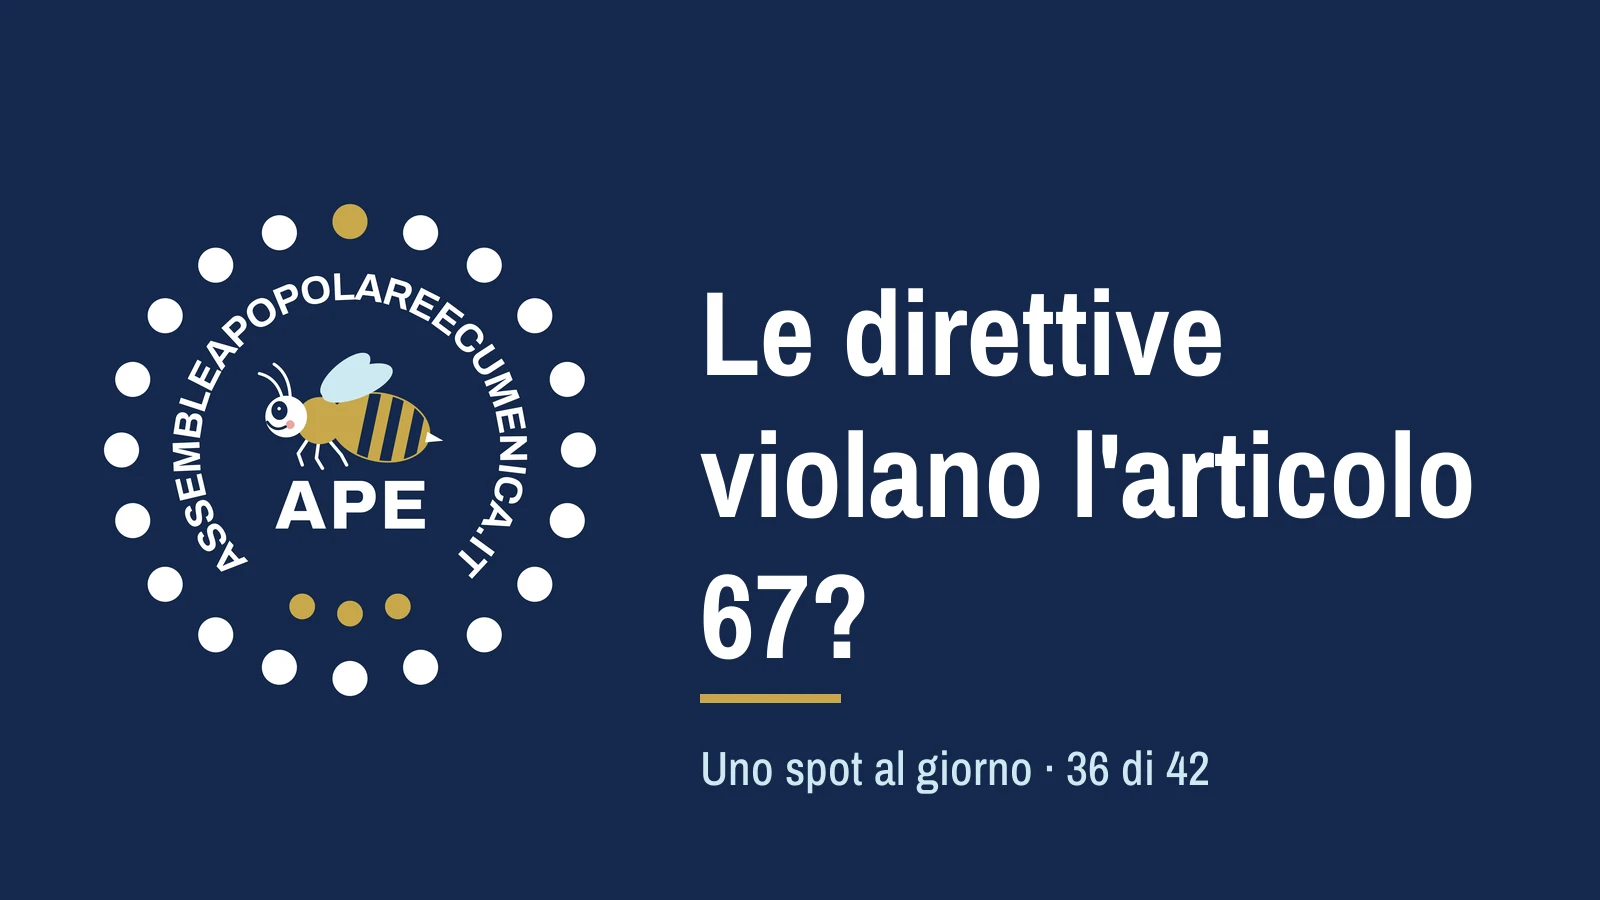 ASSEMBLEAPOPOLAREECUMENICA.IT
APE
Le direttive
violano l'articolo
67?
Uno spot al giorno · 36 di 42